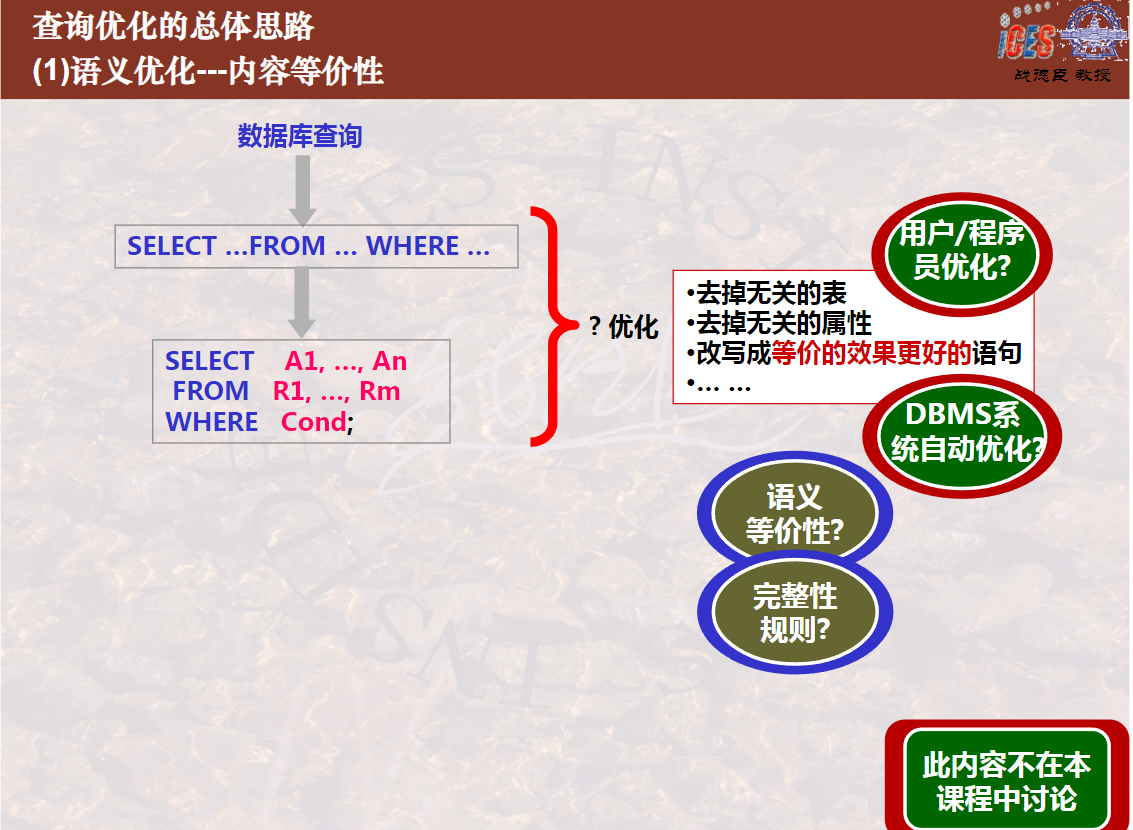 查询优化的总体思路
(1)语义优化---内容等价性
iCES
战德臣 教授
数据库查询
SELECT ...FROM ... WHERE ...
SELECT A1, ..., An
FROM R1, ..., Rm
WHERE Cond;
? 优化
用户/程序
员优化?
•去掉无关的表
•去掉无关的属性
•改写成等价的效果更好的语句
•... ...
DBMS系
统自动优化?
语义
等价性?
完整性
规则?
此内容不在本
课程中讨论